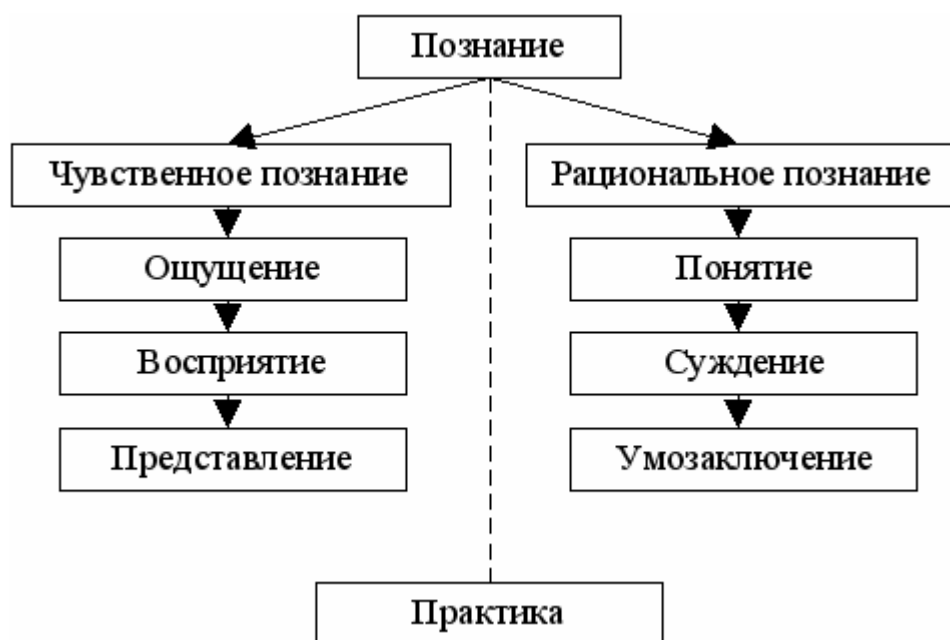 Познание
Чувственное познание
Рациональное познание
Ощущение
Понятие
Восприятие
Суждение
Представление
Умозаключение
Практика